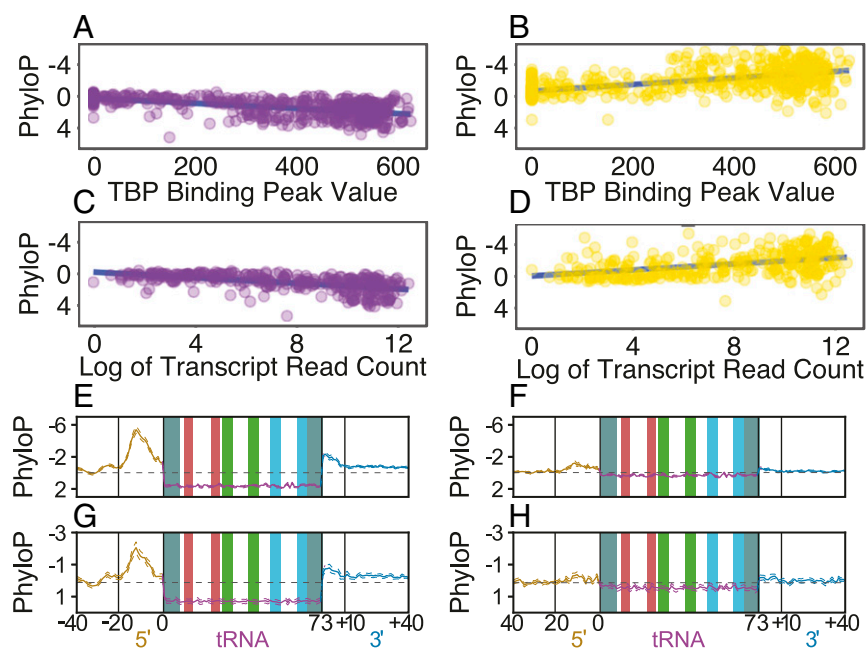 A B
PhyloP -4 0 4 PhyloP -4 0 4
0 200 400 600 0 200 400 600
TBP Binding Peak Value TBP Binding Peak Value
C D
PhyloP -4 0 4 PhyloP -4 0 4
0 4 8 12 0 4 8 12
Log of Transcript Read Count Log of Transcript Read Count
E F
PhyloP -6 -2 2 PhyloP -6 -2 2
G H
PhyloP -3 -1 1 PhyloP -3 -1 1
-40 -20 0 73 +10 +40 40 20 0 73 +10 +40
5' tRNA 3' 5' tRNA 3'